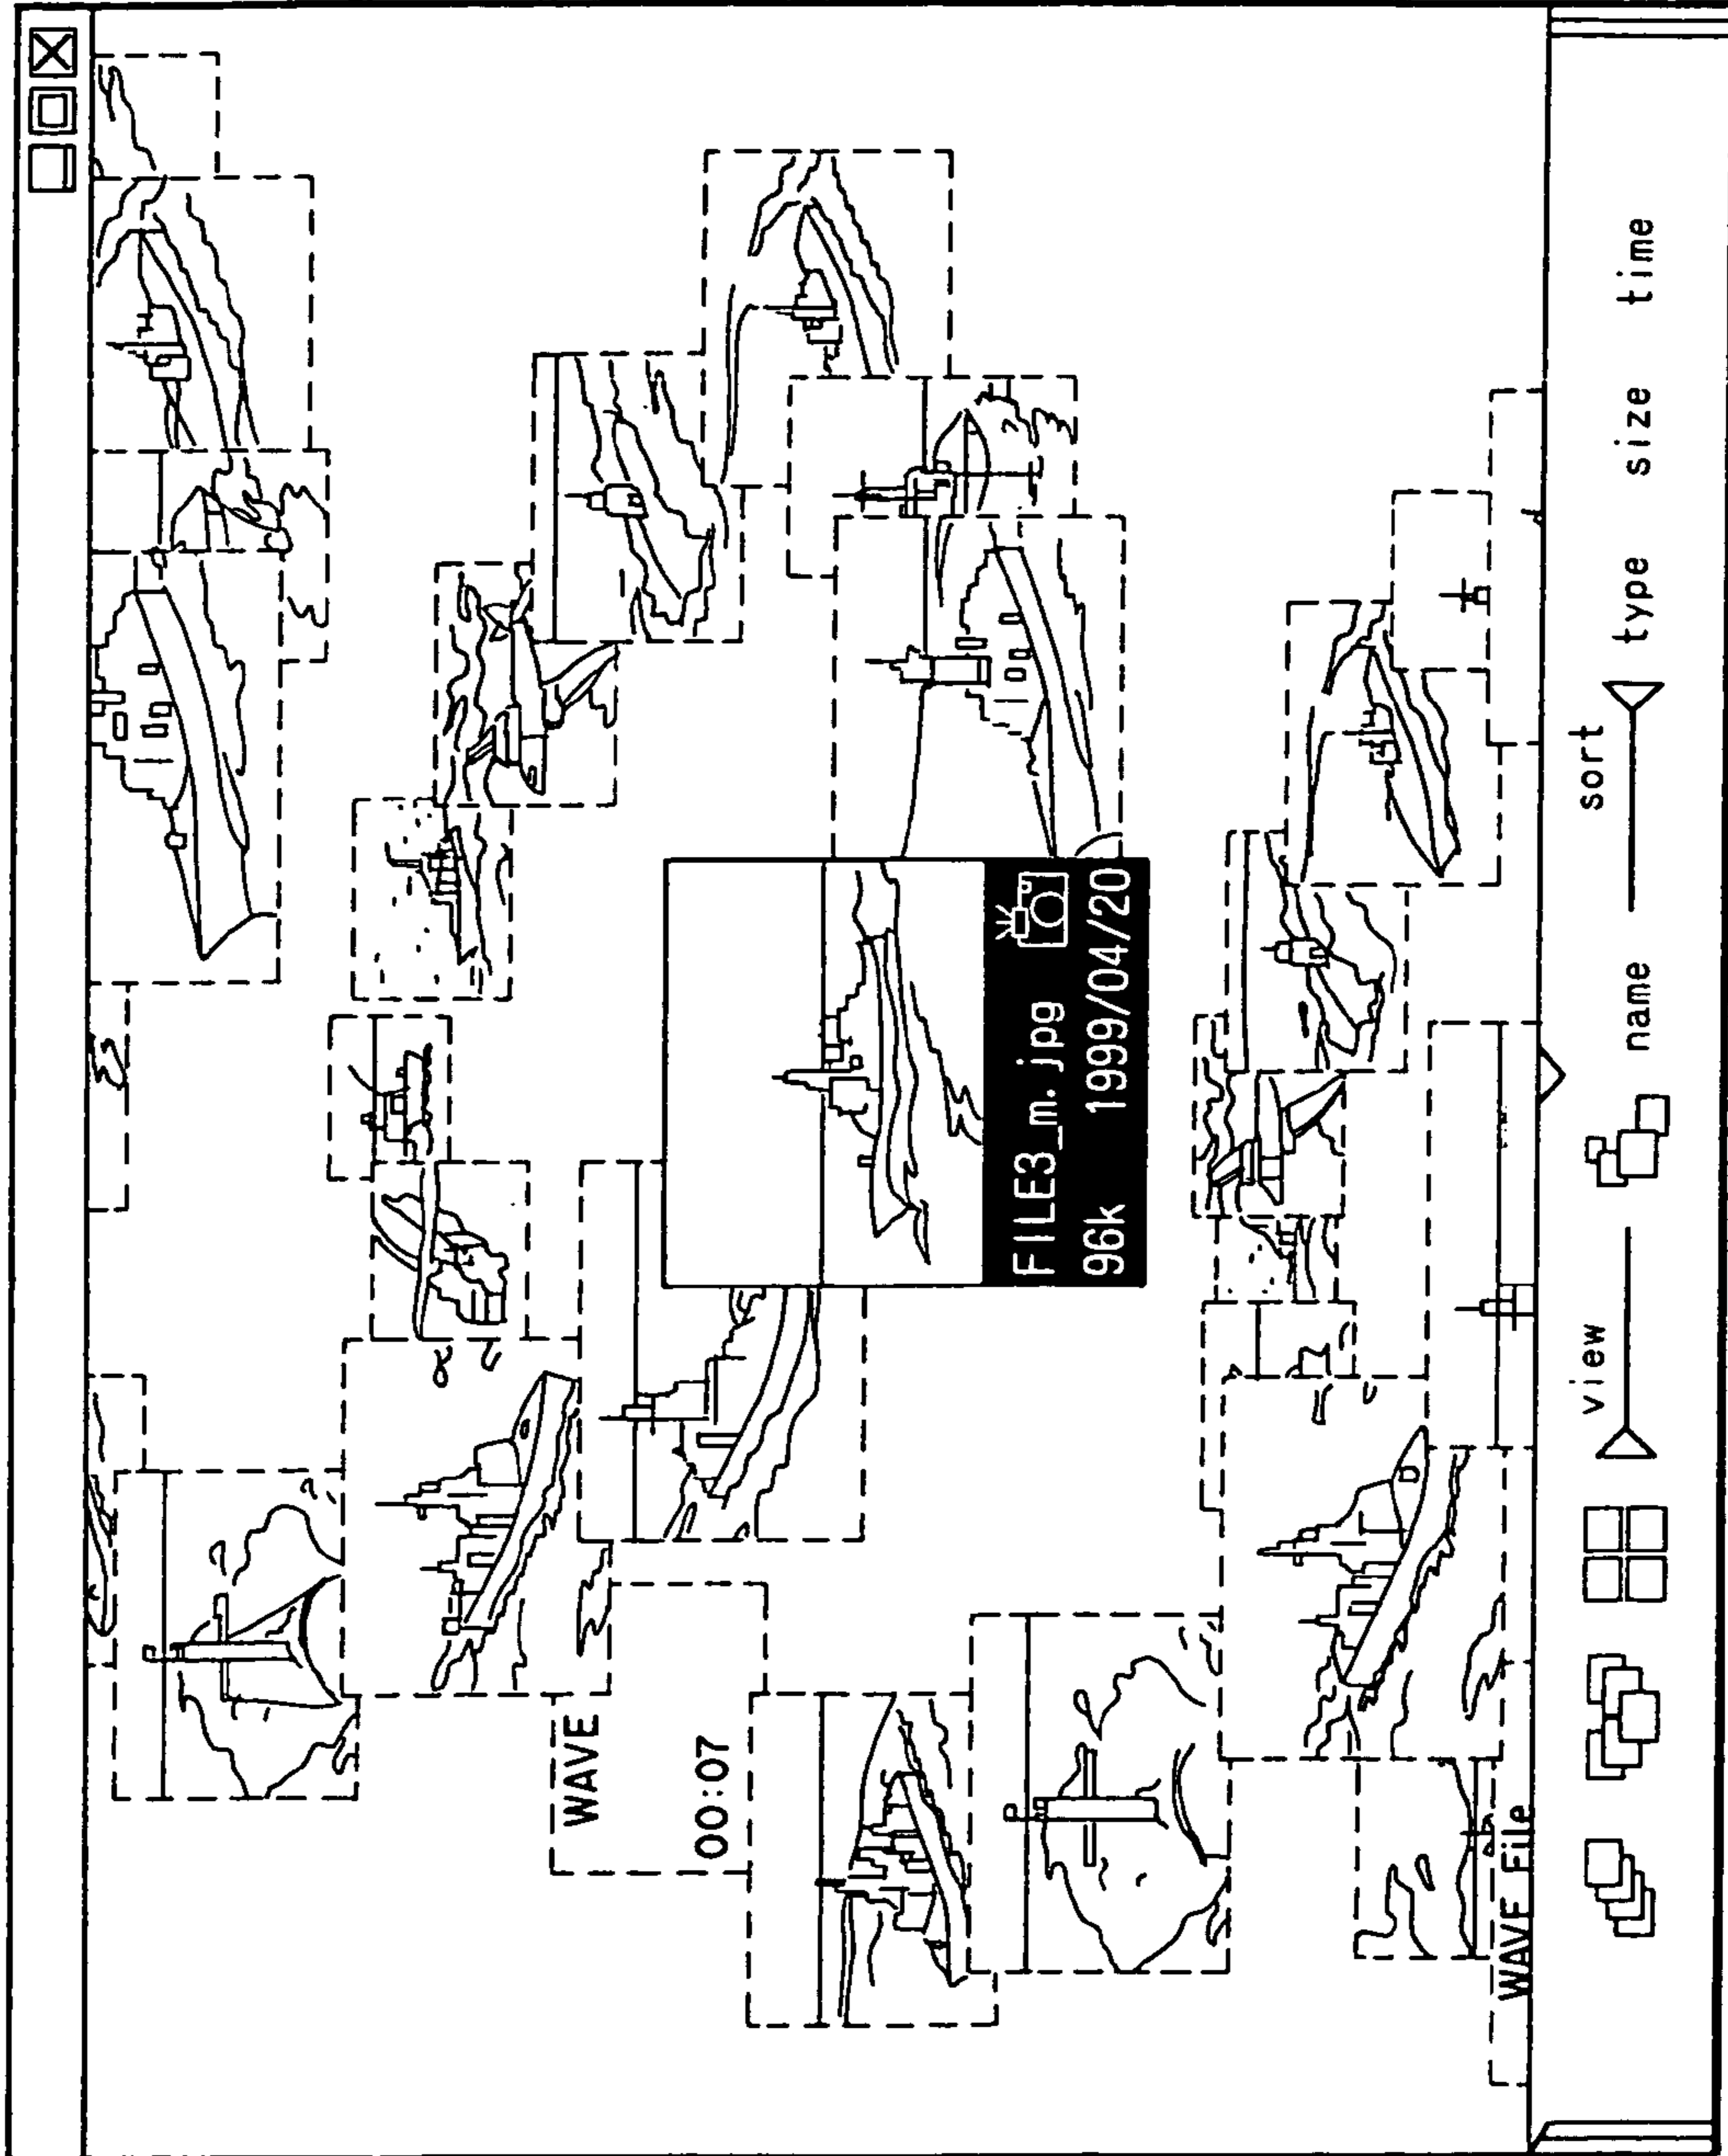 WAVE
00:07
FILE3_m.jpg
96k 1999/04/20
WAVE File
view
sort
name type size time